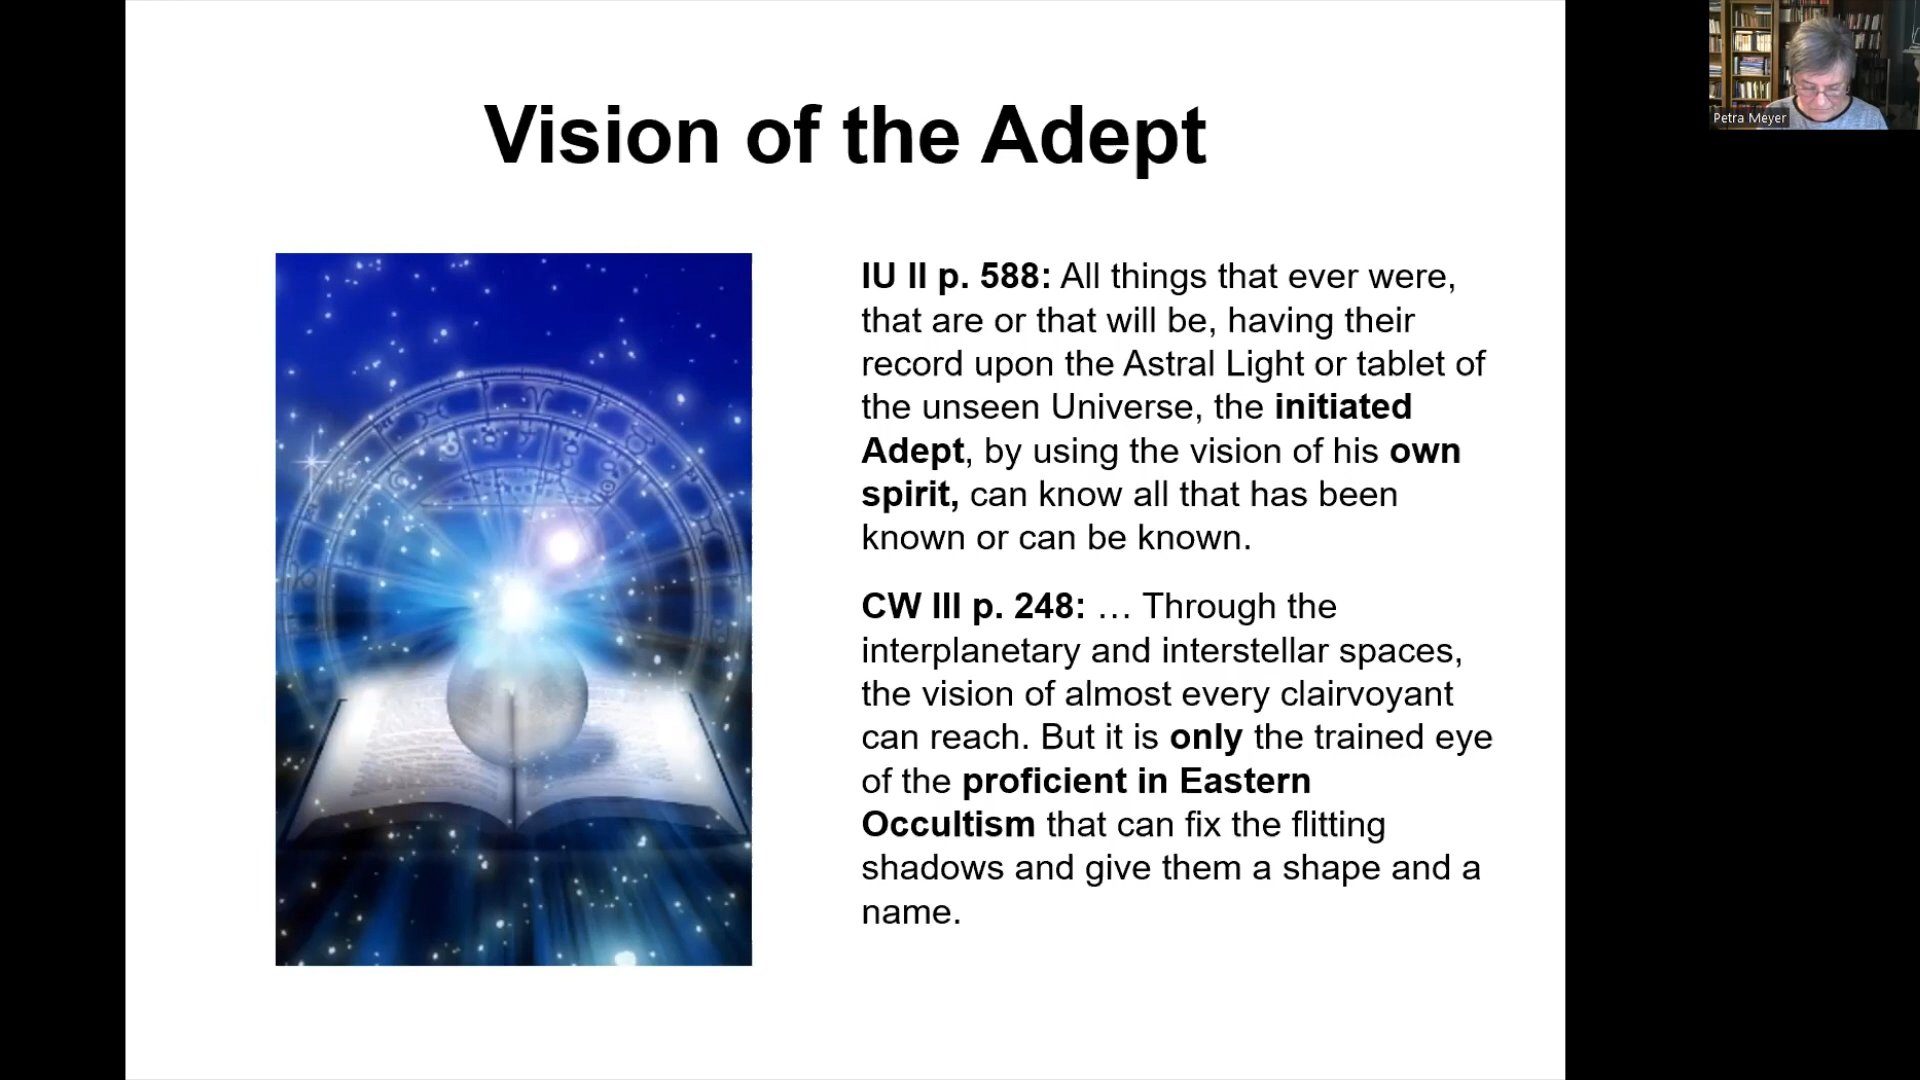 Vision of the Adept
Petra Meyer
IU II p. 588: All things that ever were,
that are or that will be, having their
record upon the Astral Light or tablet of
the unseen Universe, the initiated
Adept, by using the vision of his own
spirit, can know all that has been
known or can be known.
CW III p. 248: … Through the
interplanetary and interstellar spaces,
the vision of almost every clairvoyant
can reach. But it is only the trained eye
of the proficient in Eastern
Occultism that can fix the flitting
shadows and give them a shape and a
name.